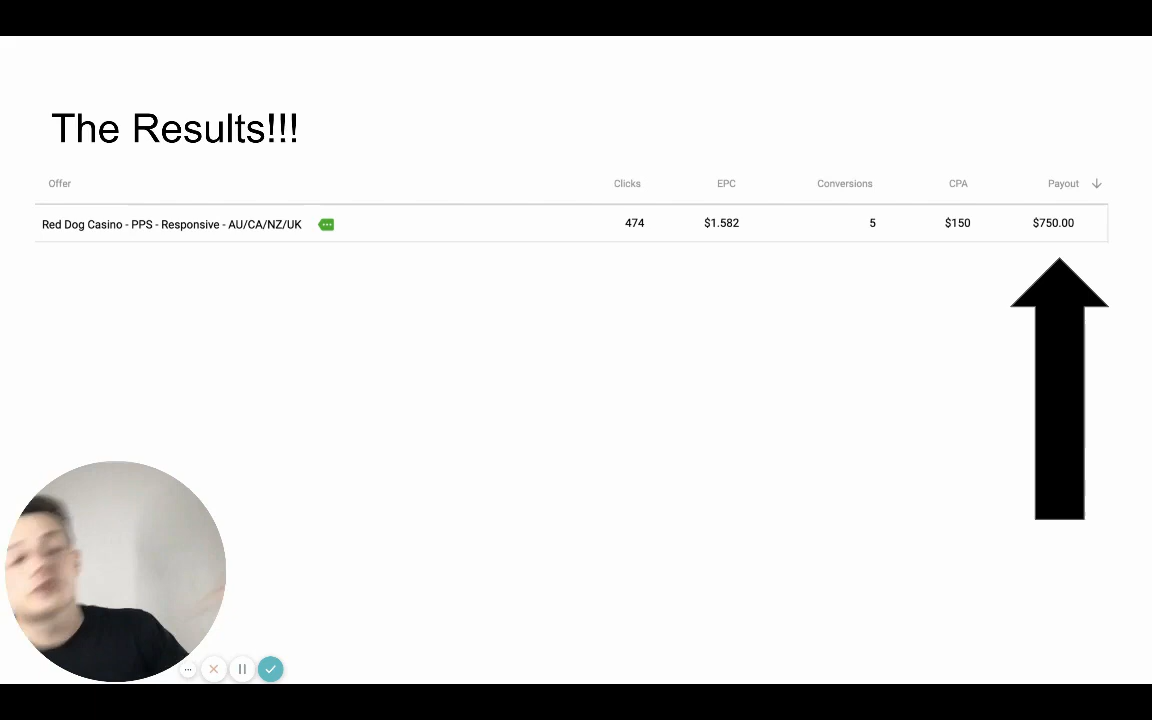 The Results!!!
Offer Clicks EPC Conversions CPA Payout
Red Dog Casino - PPS - Responsive - AU/CA/NZ/UK 474 $1.582 5 $150 $750.00